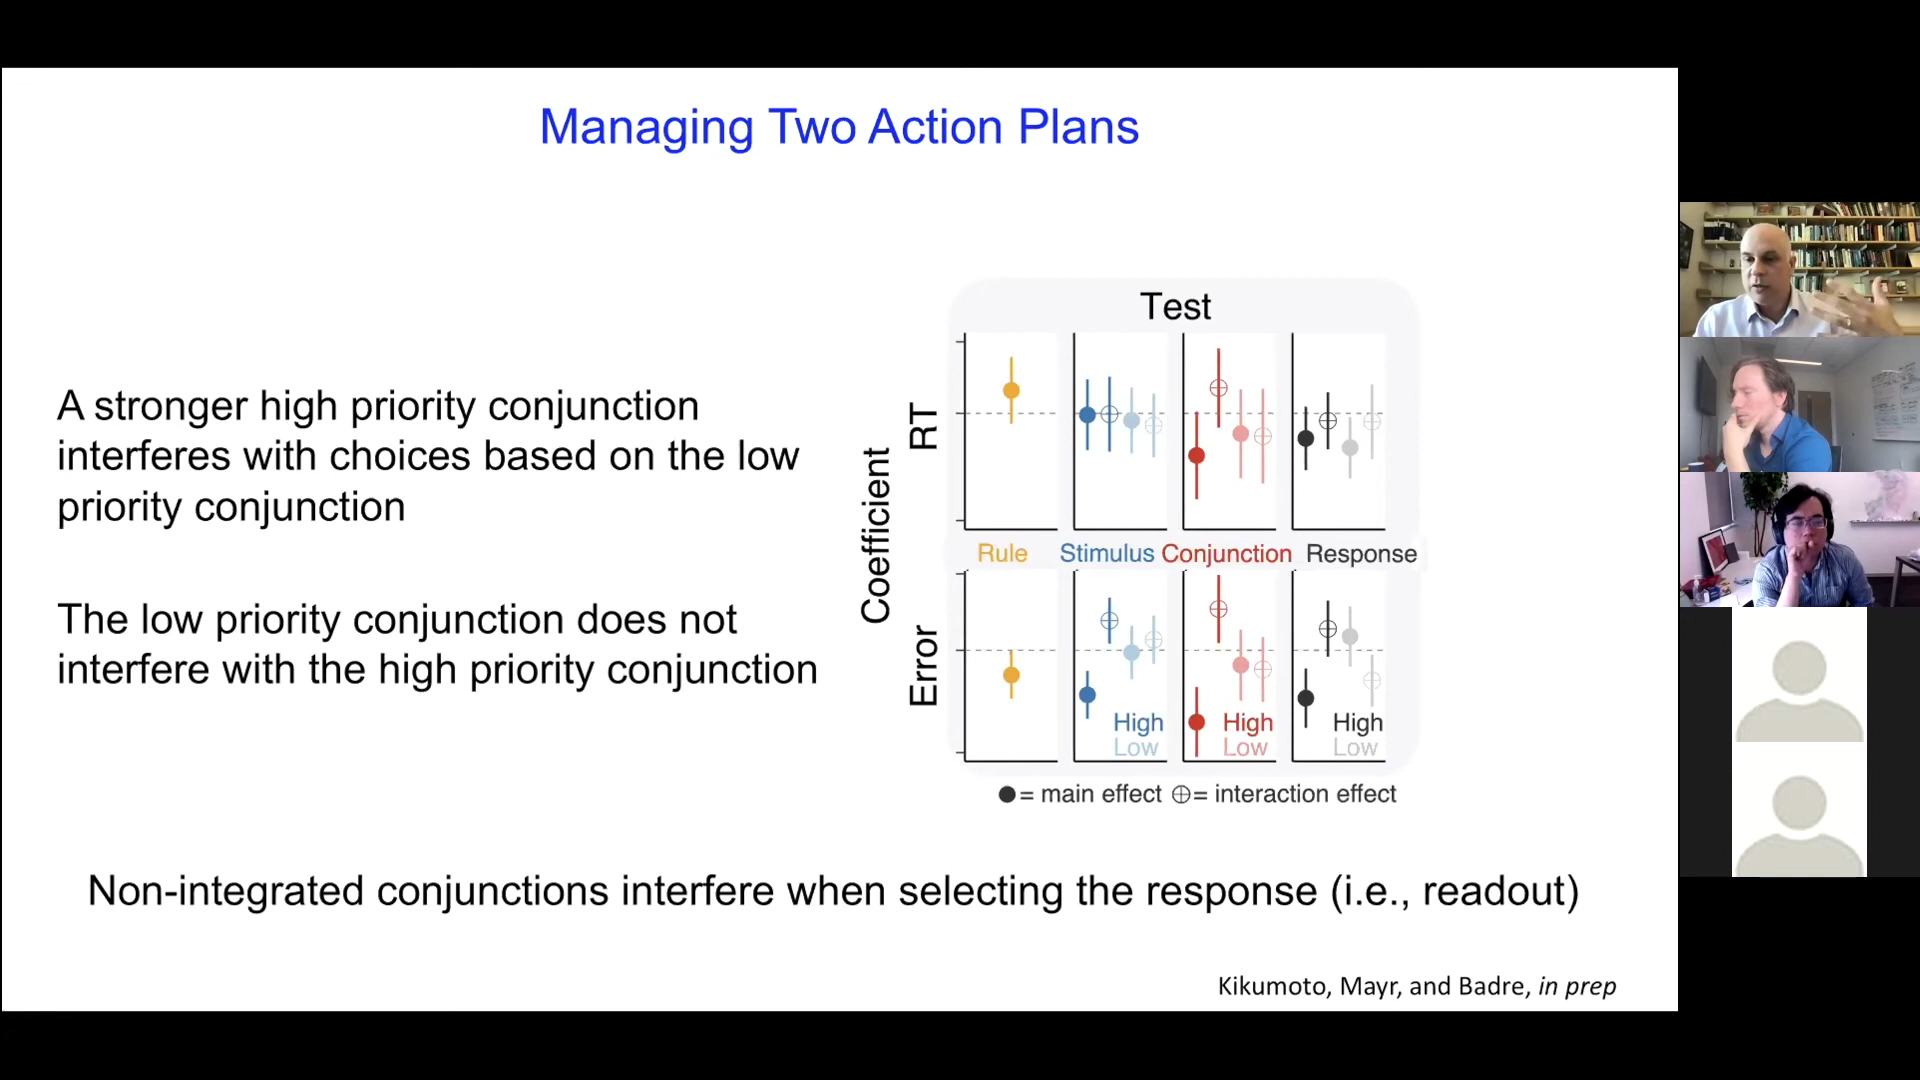 Managing Two Action Plans
A stronger high priority conjunction
interferes with choices based on the low
priority conjunction
The low priority conjunction does not
interfere with the high priority conjunction
Test
Coefficient
RT
Rule Stimulus Conjunction Response
Error
High High High
Low Low Low
= main effect = interaction effect
Non-integrated conjunctions interfere when selecting the response (i.e., readout)
Kikumoto, Mayr, and Badre, in prep